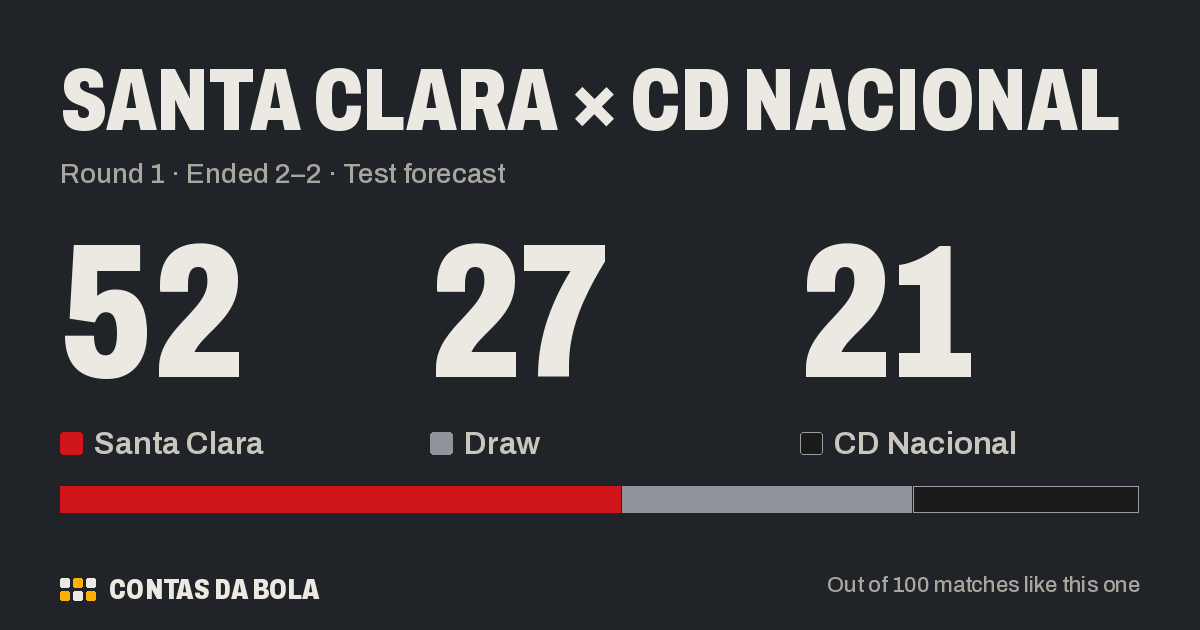 SANTA CLARA × CD NACIONAL
Round 1 · Ended 2–2 · Test forecast
52 27 21
Santa Clara Draw CD Nacional
CONTAS DA BOLA
Out of 100 matches like this one